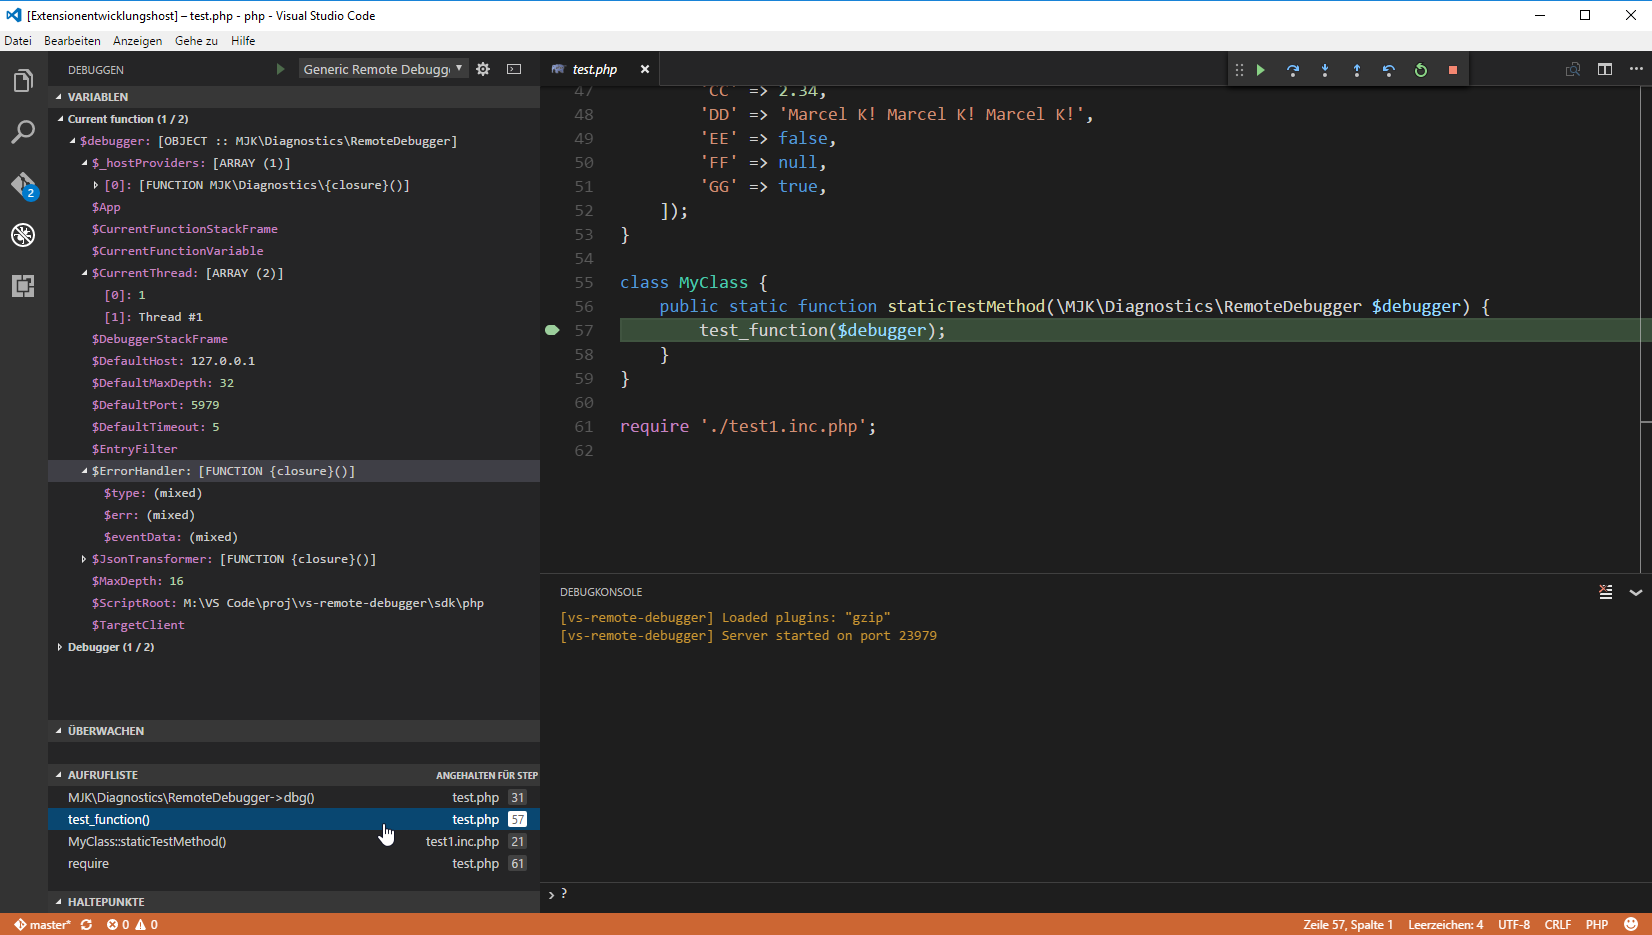 [Extensionentwicklungshost] – test.php - php - Visual Studio Code
Datei Bearbeiten Anzeigen Gehe zu Hilfe
DEBUGGEN Generic Remote Debugg
VARIABLEN
Current function (1 / 2)
$debugger: [OBJECT :: MJK\Diagnostics\RemoteDebugger]
$_hostProviders: [ARRAY (1)]
[0]: [FUNCTION MJK\Diagnostics\{closure}()]
$App
$CurrentFunctionStackFrame
$CurrentFunctionVariable
$CurrentThread: [ARRAY (2)]
[0]: 1
[1]: Thread #1
$DebuggerStackFrame
$DefaultHost: 127.0.0.1
$DefaultMaxDepth: 32
$DefaultPort: 5979
$DefaultTimeout: 5
$EntryFilter
$ErrorHandler: [FUNCTION {closure}()]
$type: (mixed)
$err: (mixed)
$eventData: (mixed)
$JsonTransformer: [FUNCTION {closure}()]
$MaxDepth: 16
$ScriptRoot: M:\VS Code\proj\vs-remote-debugger\sdk\php
$TargetClient
Debugger (1 / 2)
ÜBERWACHEN
AUFRUFLISTE ANGEHALTEN FÜR STEP
MJK\Diagnostics\RemoteDebugger->dbg() test.php 31
test_function() test.php 57
MyClass::staticTestMethod() test1.inc.php 21
require test.php 61
HALTEPUNKTE
2
test.php
47 'CC' => 2.34,
48 'DD' => 'Marcel K! Marcel K! Marcel K!',
49 'EE' => false,
50 'FF' => null,
51 'GG' => true,
52 ]);
53 }
54
55 class MyClass {
56 public static function staticTestMethod(\MJK\Diagnostics\RemoteDebugger $debugger) {
57 test_function($debugger);
58 }
59 }
60
61 require './test1.inc.php';
62
DEBUGKONSOLE
[vs-remote-debugger] Loaded plugins: "gzip"
[vs-remote-debugger] Server started on port 23979
> ?
master* 0 0 Zeile 57, Spalte 1 Leerzeichen: 4 UTF-8 CRLF PHP